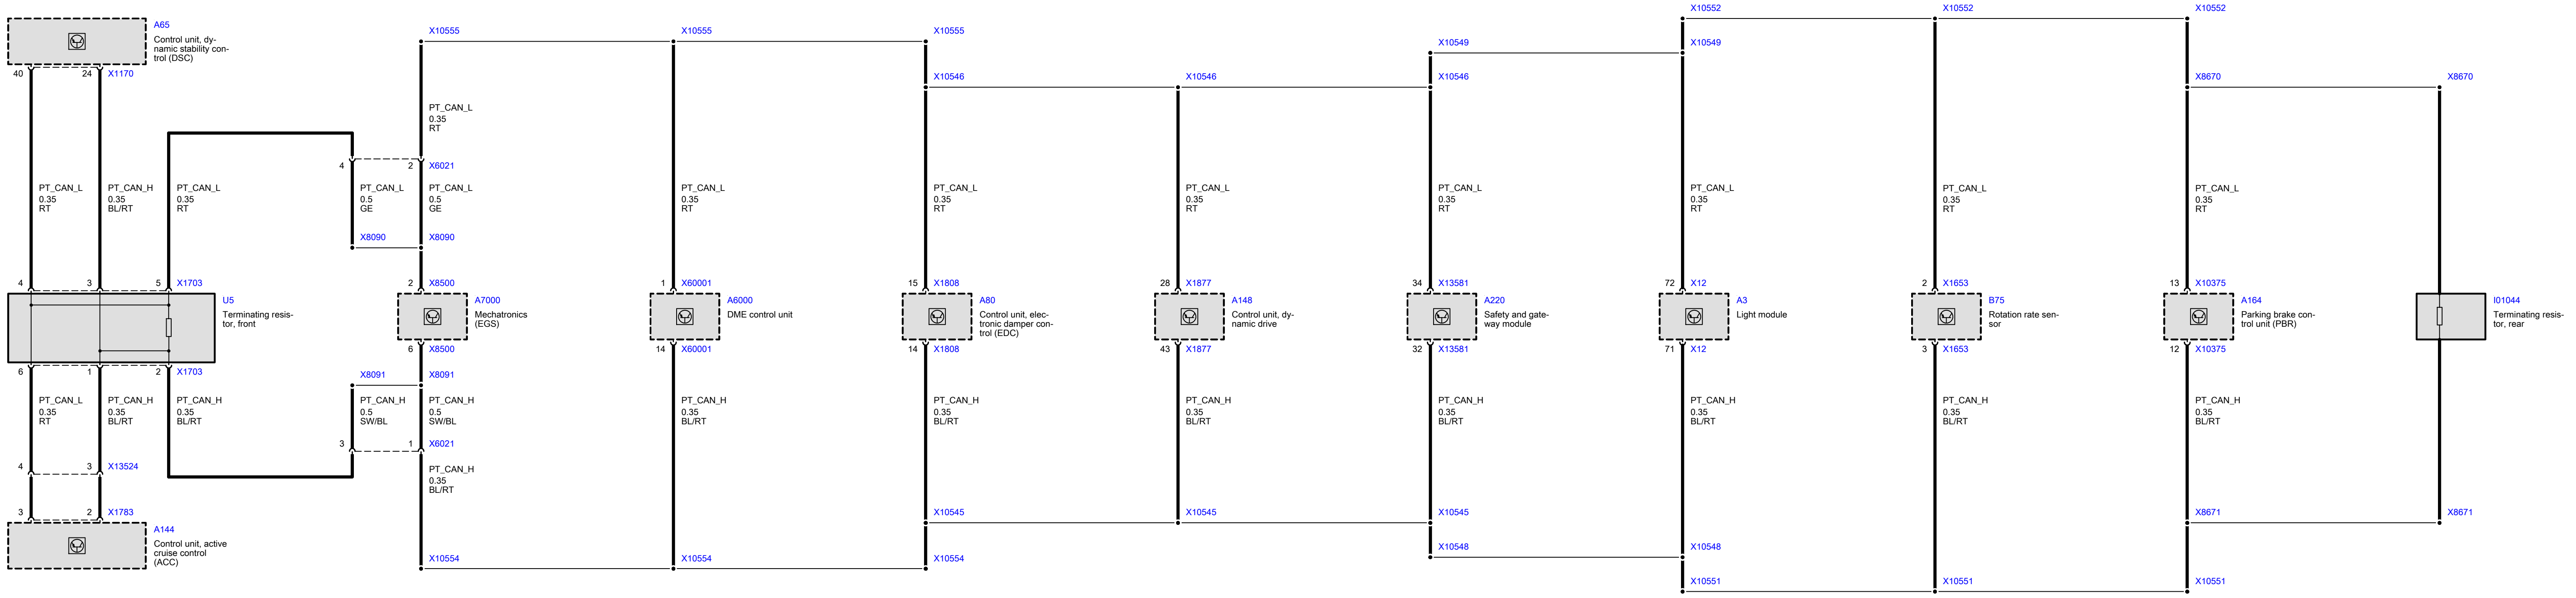 X10552
X10552
X10552
A65
Control unit, dy-
namic stability con-
trol (DSC)
X10555
X10555
X10555
X10549
X10549
40
24
X1170
X10546
X10546
X10546
X8670
X8670
PT_CAN_L
0.35
RT
4
2
X6021
PT_CAN_L
0.35
RT
PT_CAN_H
0.35
BL/RT
PT_CAN_L
0.35
RT
PT_CAN_L
0.5
GE
PT_CAN_L
0.5
GE
PT_CAN_L
0.35
RT
PT_CAN_L
0.35
RT
PT_CAN_L
0.35
RT
PT_CAN_L
0.35
RT
PT_CAN_L
0.35
RT
PT_CAN_L
0.35
RT
PT_CAN_L
0.35
RT
X8090
X8090
4
3
5
X1703
2
X8500
1
X60001
15
X1808
28
X1877
34
X13581
72
X12
2
X1653
13
X10375
U5
Terminating resis-
tor, front
A7000
Mechatronics
(EGS)
A6000
DME control unit
A80
Control unit, elec-
tronic damper con-
trol (EDC)
A148
Control unit, dy-
namic drive
A220
Safety and gate-
way module
A3
Light module
B75
Rotation rate sen-
sor
A164
Parking brake con-
trol unit (PBR)
I01044
Terminating resis-
tor, rear
6
1
2
X1703
6
X8500
14
X60001
14
X1808
43
X1877
32
X13581
71
X12
3
X1653
12
X10375
X8091
X8091
PT_CAN_L
0.35
RT
PT_CAN_H
0.35
BL/RT
PT_CAN_H
0.35
BL/RT
PT_CAN_H
0.5
SW/BL
PT_CAN_H
0.5
SW/BL
PT_CAN_H
0.35
BL/RT
PT_CAN_H
0.35
BL/RT
PT_CAN_H
0.35
BL/RT
PT_CAN_H
0.35
BL/RT
PT_CAN_H
0.35
BL/RT
PT_CAN_H
0.35
BL/RT
PT_CAN_H
0.35
BL/RT
3
1
X6021
4
3
X13524
PT_CAN_H
0.35
BL/RT
3
2
X1783
X10545
X10545
X10545
X8671
X8671
A144
Control unit, active
cruise control
(ACC)
X10554
X10554
X10554
X10548
X10548
X10551
X10551
X10551